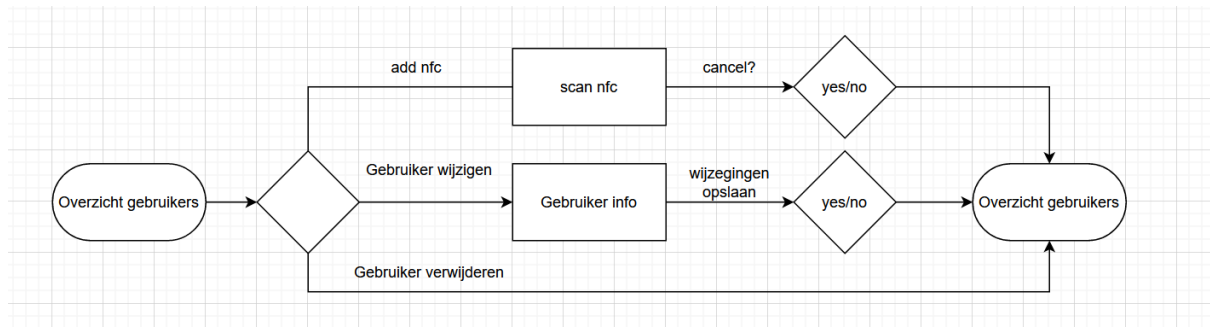 add nfc
scan nfc
cancel?
yes/no
Overzicht gebruikers
Gebruiker wijzigen
Gebruiker info
wijzegingen
opslaan
yes/no
Overzicht gebruikers
Gebruiker verwijderen